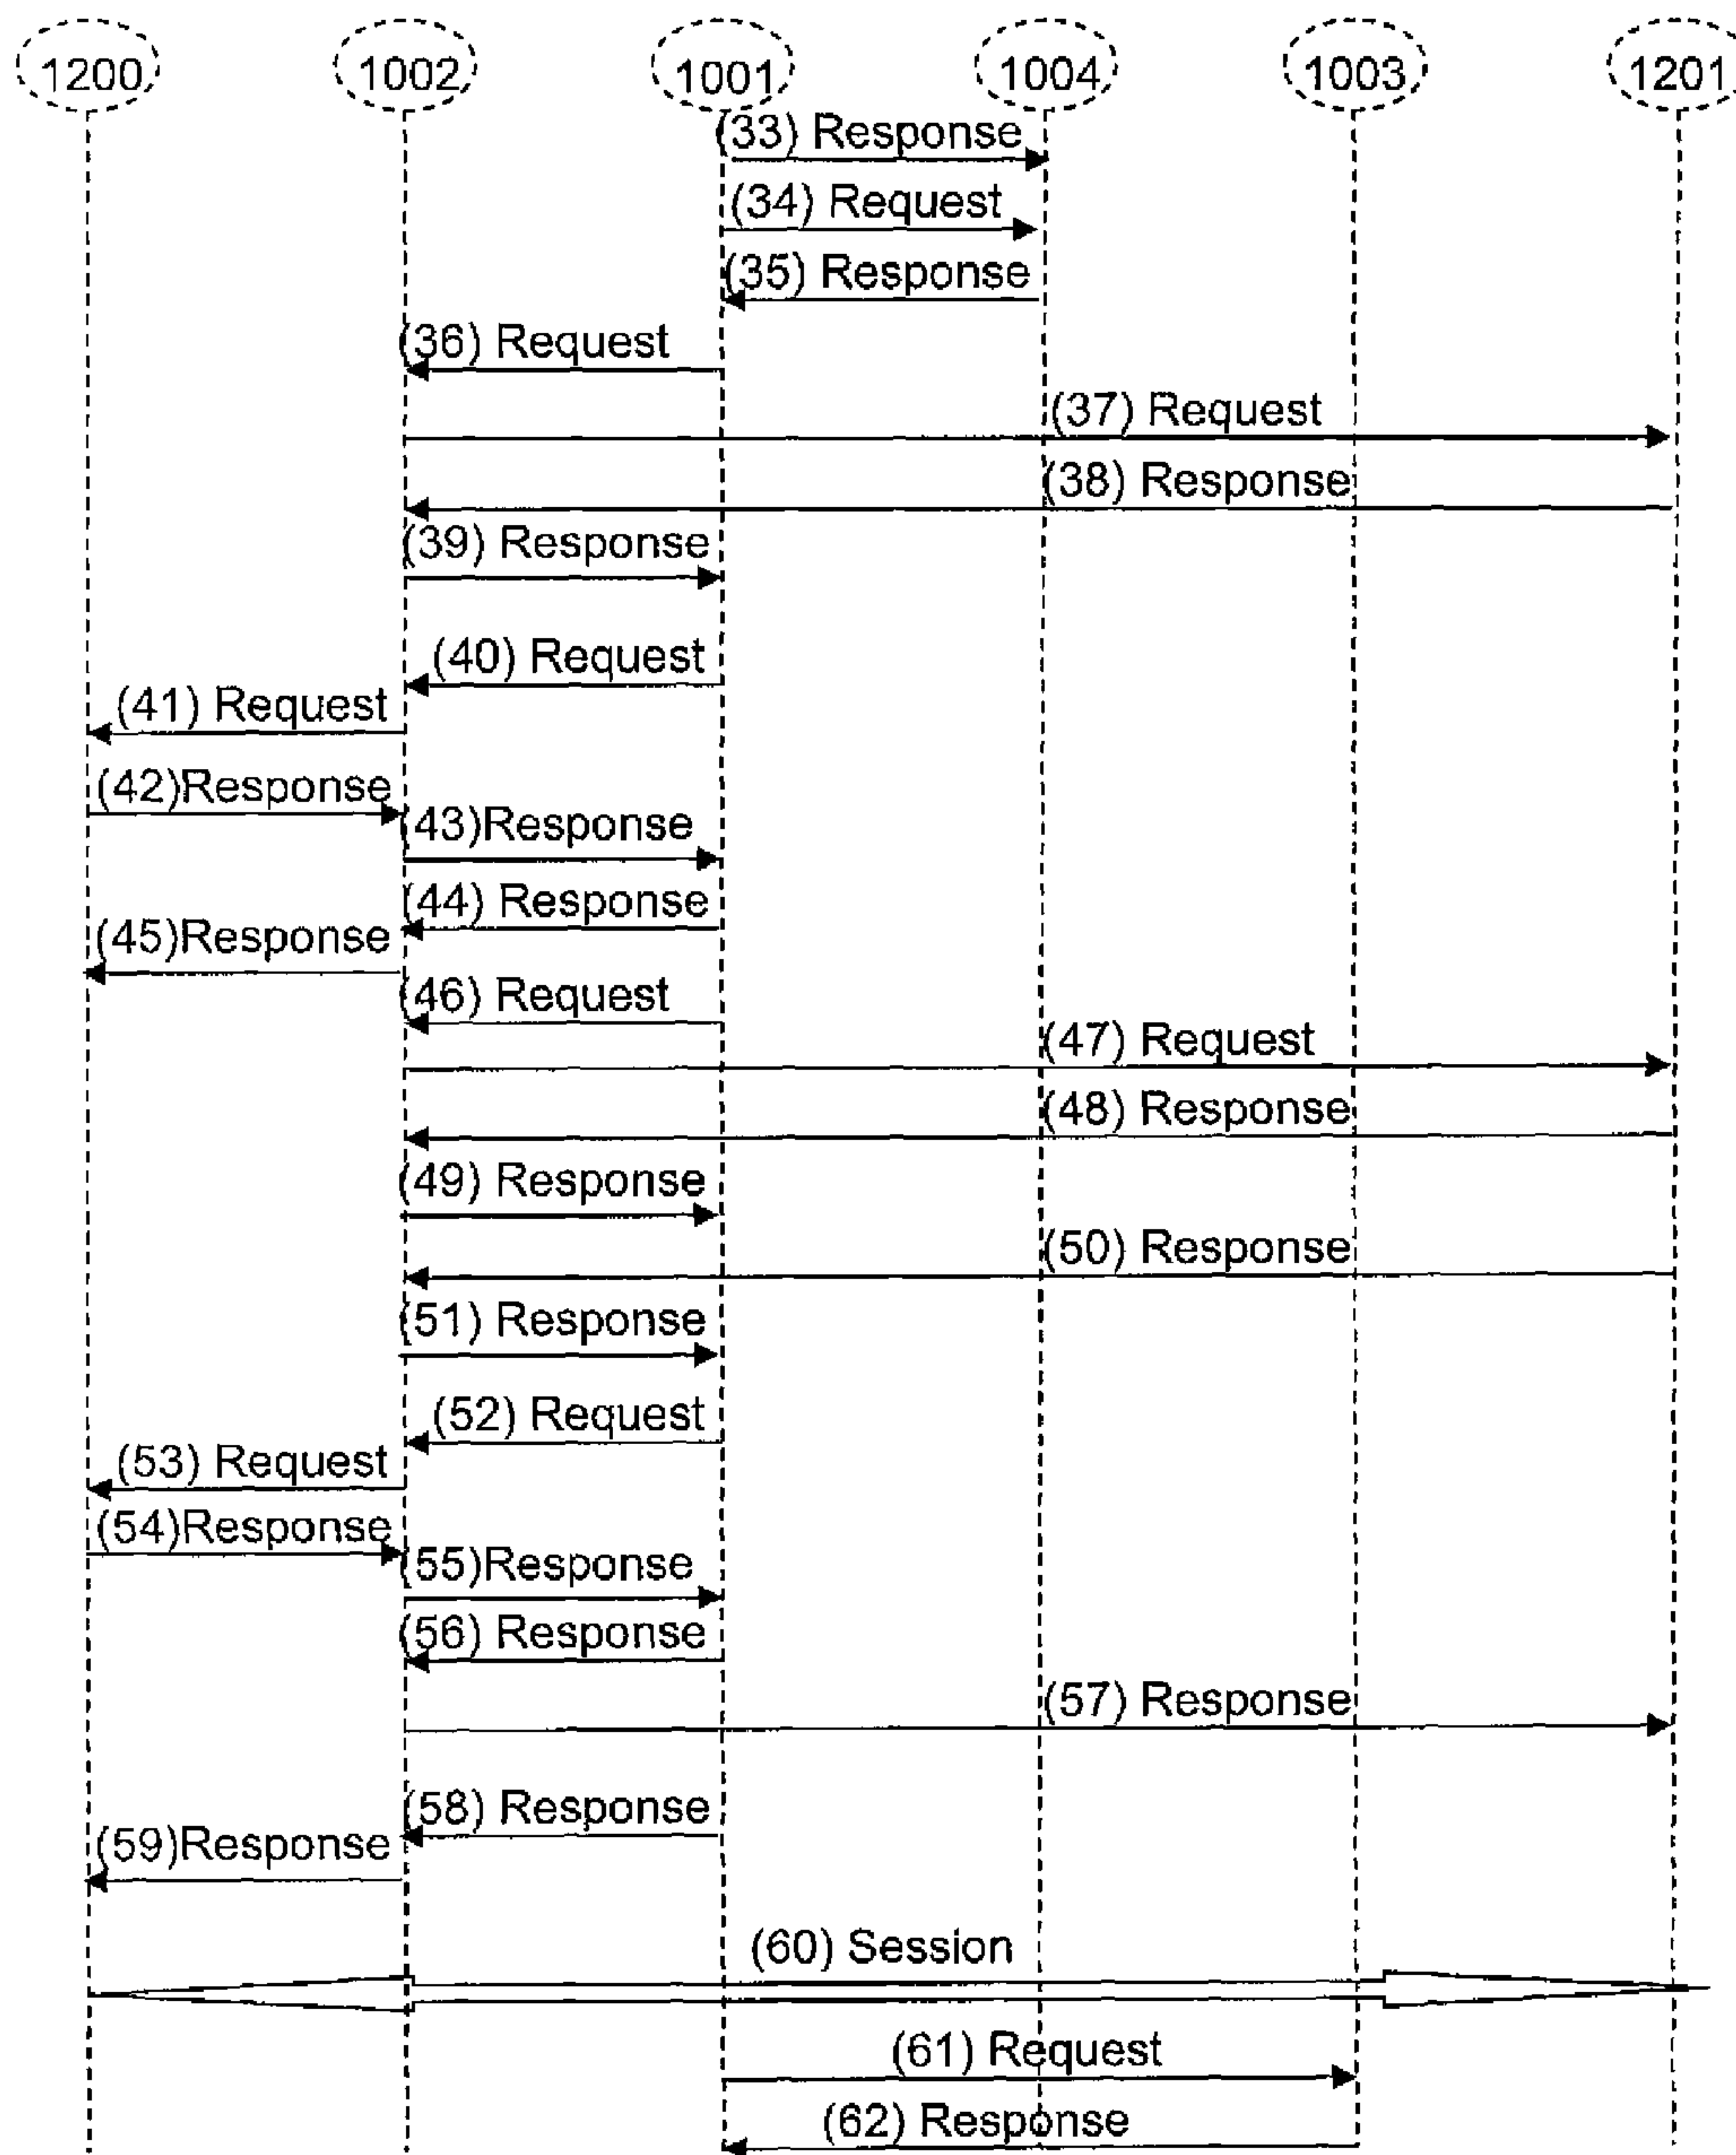 1200 1002 1001 1004 1003 1201
(33) Response
(34) Request
(35) Response
(36) Request
(37) Request
(38) Response
(39) Response
(40) Request
(41) Request
(42)Response
(43)Response
(44) Response
(45)Response
(46) Request
(47) Request
(48) Response
(49) Response
(50) Response
(51) Response
(52) Request
(53) Request
(54)Response
(55)Response
(56) Response
(57) Response
(58) Response
(59)Response
(60) Session
(61) Request
(62) Response